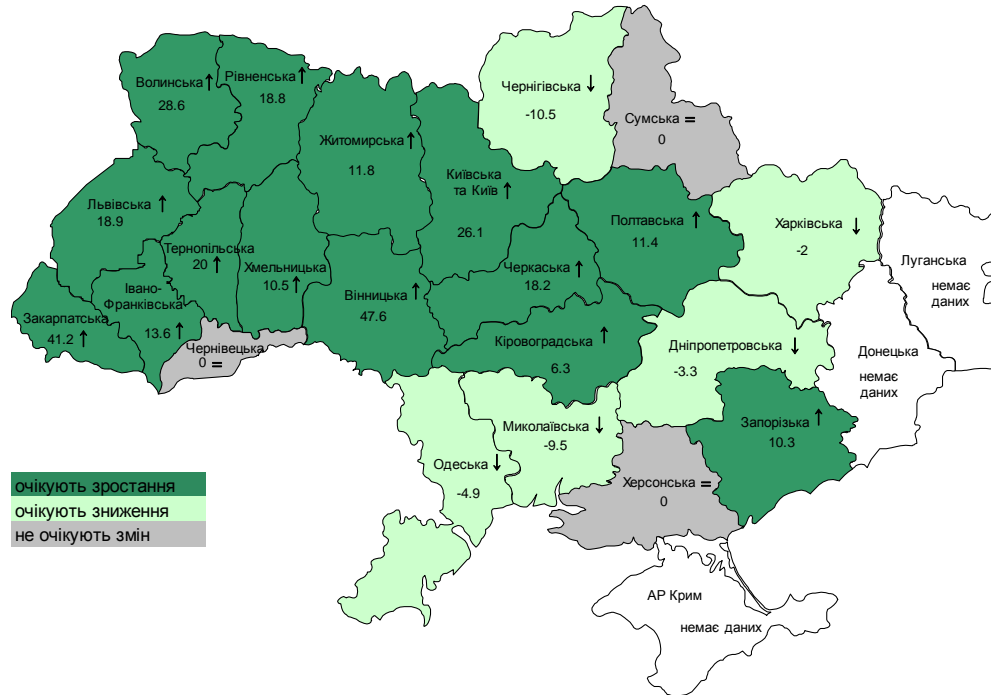 Волинська ↑
28.6
Рівненська ↑
18.8
Житомирська ↑
11.8
Київська
та Київ ↑
26.1
Чернігівська ↓
-10.5
Сумська =
0
Львівська ↑
18.9
Тернопільська
20 ↑
Хмельницька
10.5 ↑
Вінницька ↑
47.6
Черкаська ↑
18.2
Полтавська ↑
11.4
Харківська ↓
-2
Луганська
немає
даних
Закарпатська
41.2 ↑
Івано-
Франківська
13.6 ↑
Чернівецька
0 =
Кіровоградська ↑
6.3
Дніпропетровська ↓
-3.3
Донецька
немає
даних
Одеська ↓
-4.9
Миколаївська ↓
-9.5
Херсонська =
0
Запорізька ↑
10.3
АР Крим
немає даних
очікують зростання
очікують зниження
не очікують змін